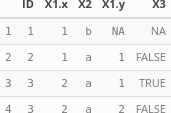 ID X1.x X2 X1.y X3
1 1 1 b NA NA
2 2 1 a 1 FALSE
3 3 2 a 1 TRUE
4 3 2 a 2 FALSE